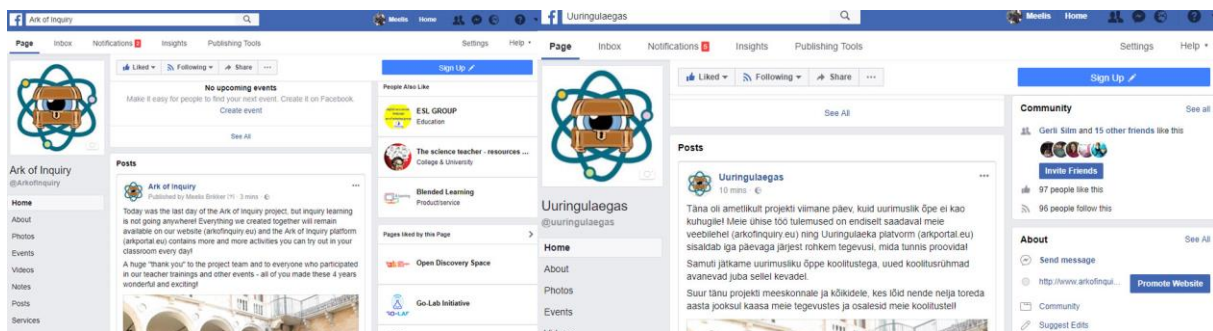 Ark of Inquiry
Meelis Home
Page Inbox Notifications 2 Insights Publishing Tools Settings Help
Liked Following Share ...
Sign Up
No upcoming events
Make it easy for people to find your next event. Create it on Facebook.
Create event
See All
People Also Like
ESL GROUP
Education
The science teacher - resources ...
College & University
Blended Learning
Product/service
Pages liked by this Page
Open Discovery Space
Go-Lab Initiative
Ark of Inquiry
@Arkofinquiry
Home
About
Photos
Events
Videos
Notes
Posts
Services
Posts
Ark of Inquiry
Published by Meelis Brikker [?] · 3 mins
Today was the last day of the Ark of Inquiry project, but inquiry learning
is not going anywhere! Everything we created together will remain
available on our website (arkofinquiry.eu) and the Ark of Inquiry platform
(arkportal.eu) contains more and more activities you can try out in your
classroom every day!
A huge "thank you" to the project team and to everyone who participated
in our teacher trainings and other events - all of you made these 4 years
wonderful and exciting!
Uuringulaegas
Meelis Home
Page Inbox Notifications 5 Insights Publishing Tools Settings Help
Liked Following Share ...
Sign Up
See All
Uuringulaegas
@uuringulaegas
Home
About
Photos
Events
Posts
Uuringulaegas
10 mins
Täna oli ametlikult projekti viimane päev, kuid uurimuslik õpe ei kao
kuhugile! Meie ühise töö tulemused on endiselt saadaval meie
veebilehel (arkofinquiry.eu) ning Uuringulaeka platvorm (arkportal.eu)
sisaldab iga päevaga järjest rohkem tegevusi, mida tunnis proovida!
Samuti jätkame uurimusliku õppe koolitustega, uued koolitusrühmad
avanevad juba sellel kevadel.
Suur tänu projekti meeskonnale ja kõikidele, kes lõid nende nelja toreda
aasta jooksul kaasa meie tegevustes ja osalesid meie koolitustel!
Community See all
Gerli Silm and 15 other friends like this
Invite Friends
97 people like this
96 people follow this
About See All
Send message
http://www.arkofinqui... Promote Website
Community
Suggest Edits